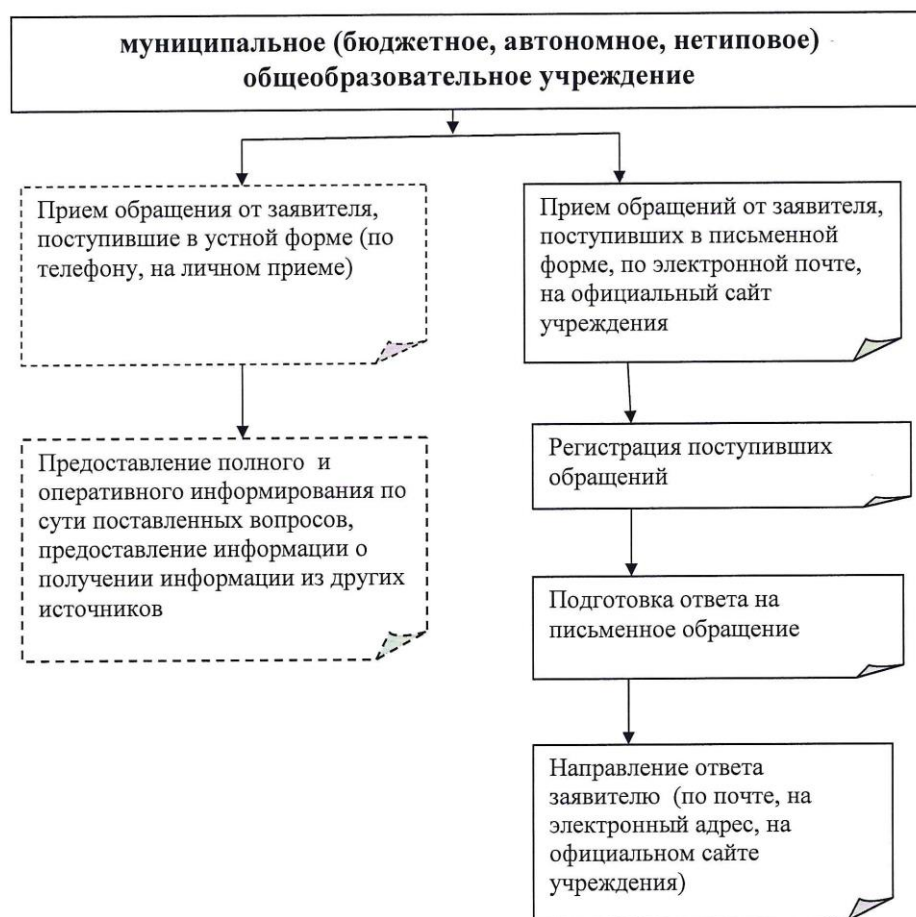 муниципальное (бюджетное, автономное, нетиповое)
общеобразовательное учреждение
Прием обращения от заявителя,
поступившие в устной форме (по
телефону, на личном приеме)
Предоставление полного и
оперативного информирования по
сути поставленных вопросов,
предоставление информации о
получении информации из других
источников
Прием обращений от заявителя,
поступивших в письменной
форме, по электронной почте,
на официальный сайт
учреждения
Регистрация поступивших
обращений
Подготовка ответа на
письменное обращение
Направление ответа
заявителю (по почте, на
электронный адрес, на
официальном сайте
учреждения)